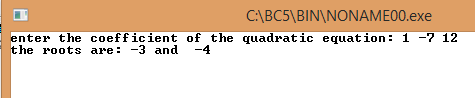 C:\BC5\BIN\NONAME00.exe
enter the coefficient of the quadratic equation: 1 -7 12
the roots are: -3 and  -4